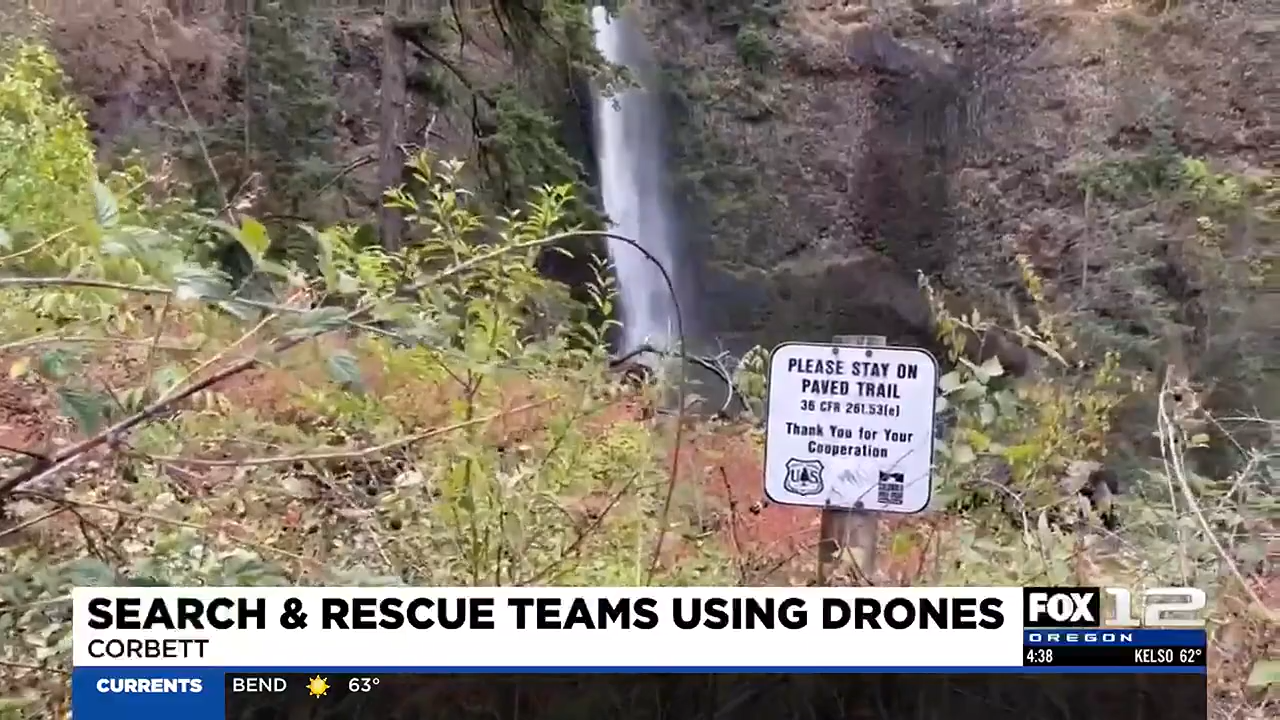 PLEASE STAY ON
PAVED TRAIL
36 CFR 261.53(e)
Thank You for Your
Cooperation
UAS
SEARCH & RESCUE TEAMS USING DRONES
CORBETT
FOX 12
OREGON
4:38 KELSO 62°
CURRENTS BEND 63°